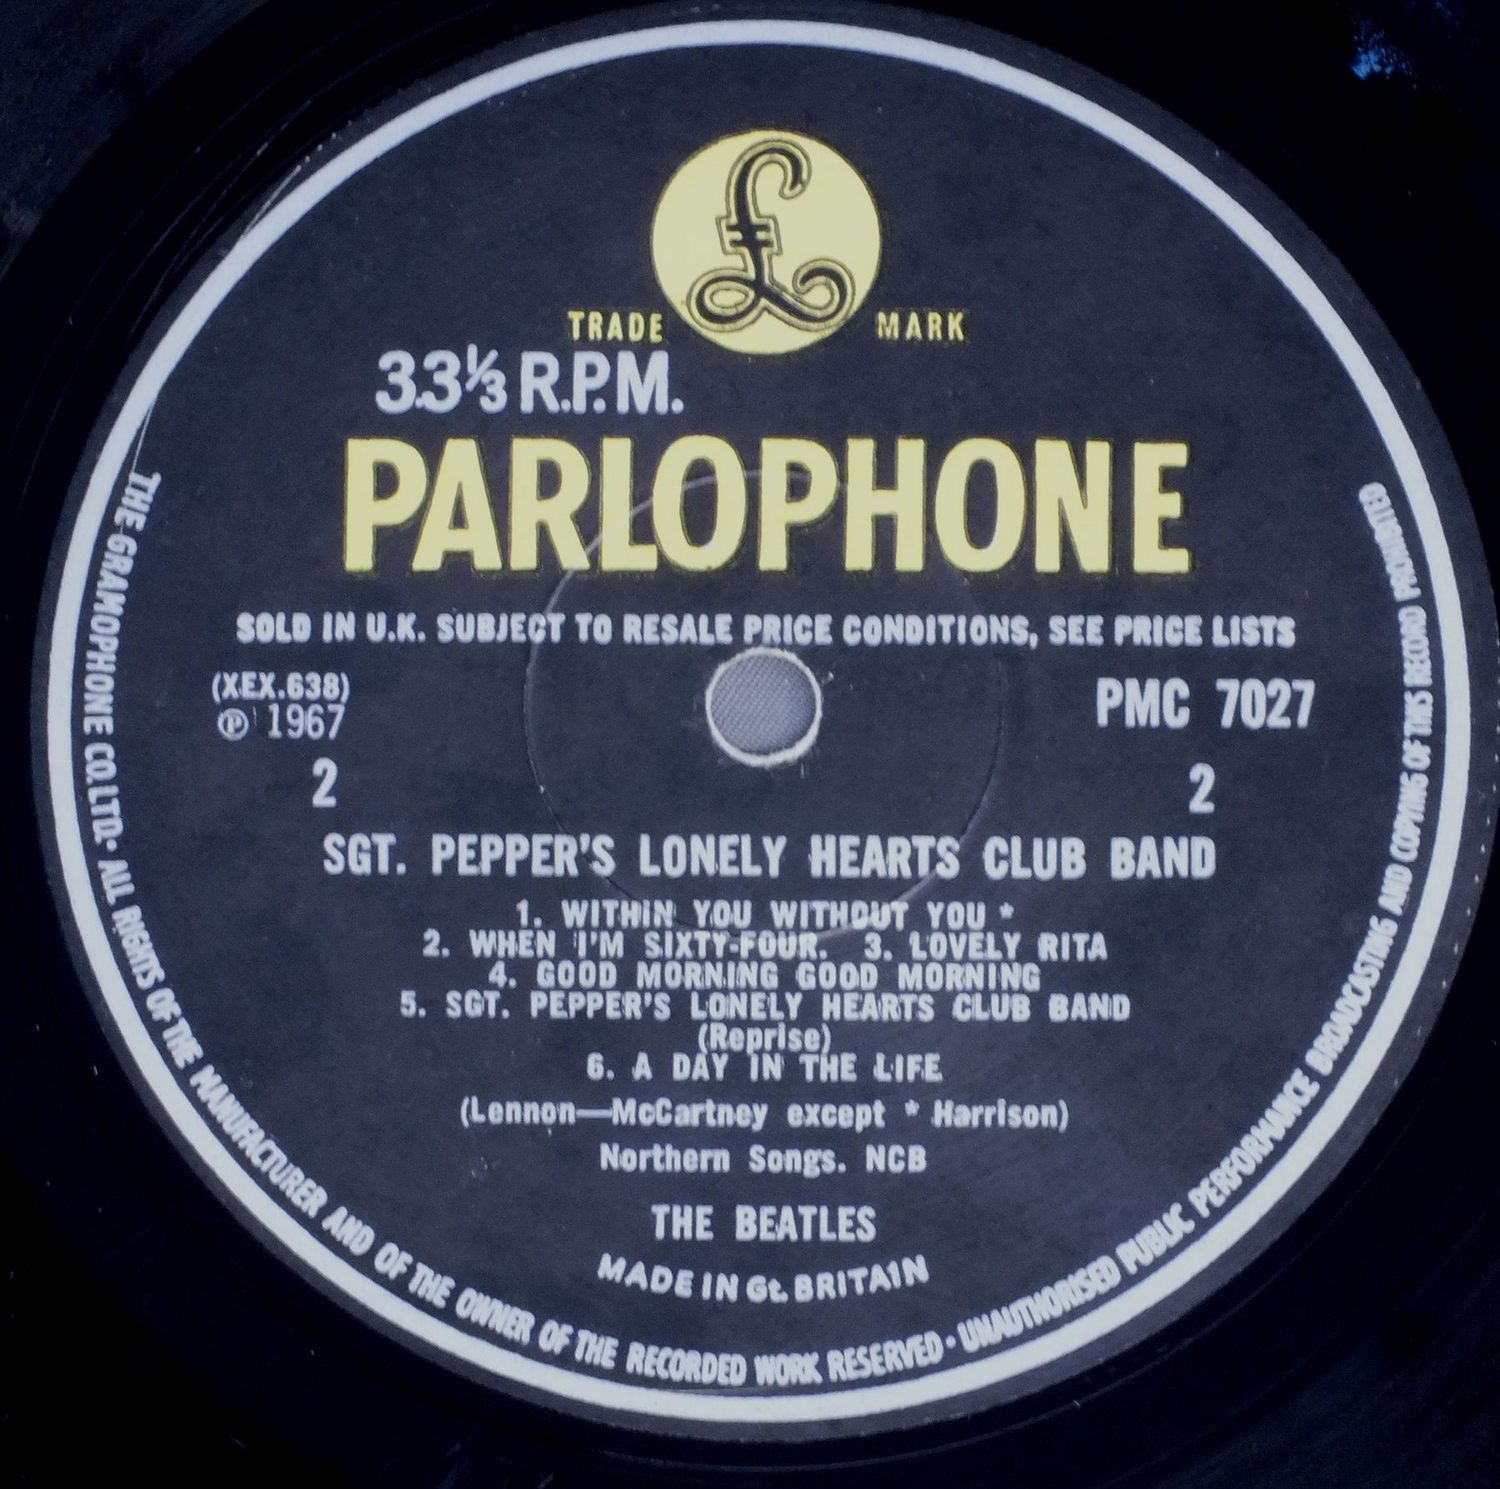 £
TRADE MARK
33⅓ R.P.M.
PARLOPHONE
SOLD IN U.K. SUBJECT TO RESALE PRICE CONDITIONS, SEE PRICE LISTS
(XEX.638)
℗ 1967
PMC 7027
2
2
SGT. PEPPER'S LONELY HEARTS CLUB BAND
1. WITHIN YOU WITHOUT YOU *
2. WHEN I'M SIXTY-FOUR. 3. LOVELY RITA
4. GOOD MORNING GOOD MORNING
5. SGT. PEPPER'S LONELY HEARTS CLUB BAND
(Reprise)
6. A DAY IN THE LIFE
(Lennon—McCartney except * Harrison)
Northern Songs. NCB
THE BEATLES
MADE IN Gt. BRITAIN
THE GRAMOPHONE CO. LTD. · ALL RIGHTS OF THE MANUFACTURER AND OF THE OWNER OF THE RECORDED WORK RESERVED · UNAUTHORISED PUBLIC PERFORMANCE BROADCASTING AND COPYING OF THIS RECORD PROHIBITED